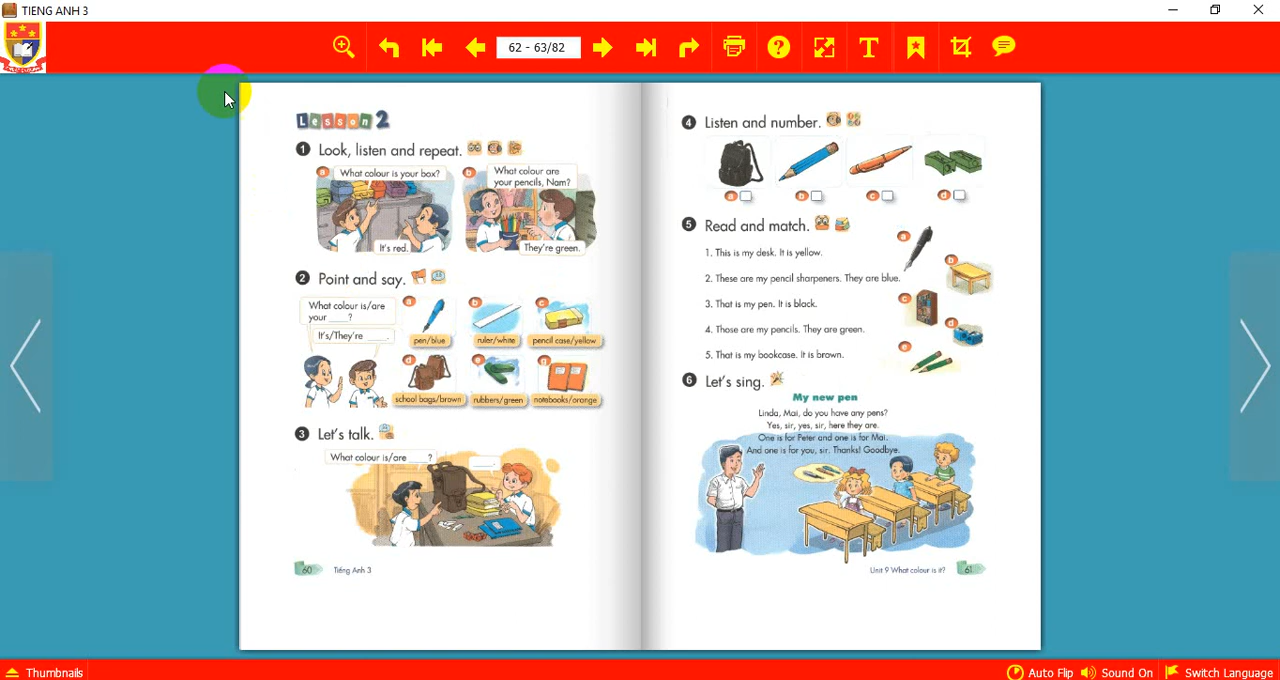 TIENG ANH 3
62 - 63/82
Lesson 2
1 Look, listen and repeat.
a What colour is your box?
It's red.
b What colour are
your pencils, Nam?
They're green.
2 Point and say.
What colour is/are
your ____?
It's/They're ____.
a pen/blue
b ruler/white
c pencil case/yellow
d school bags/brown
e rubbers/green
g notebooks/orange
3 Let's talk.
What colour is/are ____?
____.
60 Tiếng Anh 3
4 Listen and number.
a
b
c
d
5 Read and match.
1. This is my desk. It is yellow.
2. These are my pencil sharpeners. They are blue.
3. That is my pen. It is black.
4. Those are my pencils. They are green.
5. That is my bookcase. It is brown.
a
b
c
d
e
6 Let's sing.
My new pen
Linda, Mai, do you have any pens?
Yes, sir, yes, sir, here they are.
One is for Peter and one is for Mai.
And one is for you, sir. Thanks! Goodbye.
Unit 9 What colour is it? 61
Thumbnails
Auto Flip
Sound On
Switch Language